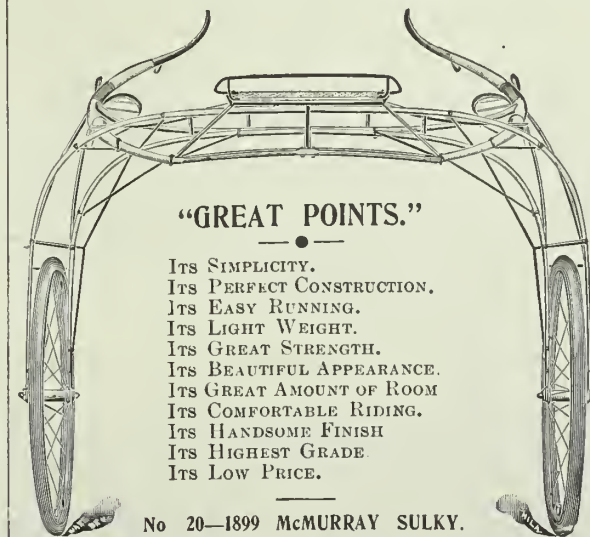 “GREAT POINTS.”
ITS SIMPLICITY.
ITS PERFECT CONSTRUCTION.
ITS EASY RUNNING.
ITS LIGHT WEIGHT.
ITS GREAT STRENGTH.
ITS BEAUTIFUL APPEARANCE.
ITS GREAT AMOUNT OF ROOM
ITS COMFORTABLE RIDING.
ITS HANDSOME FINISH
ITS HIGHEST GRADE
ITS LOW PRICE.
No 20—1899 McMURRAY SULKY.